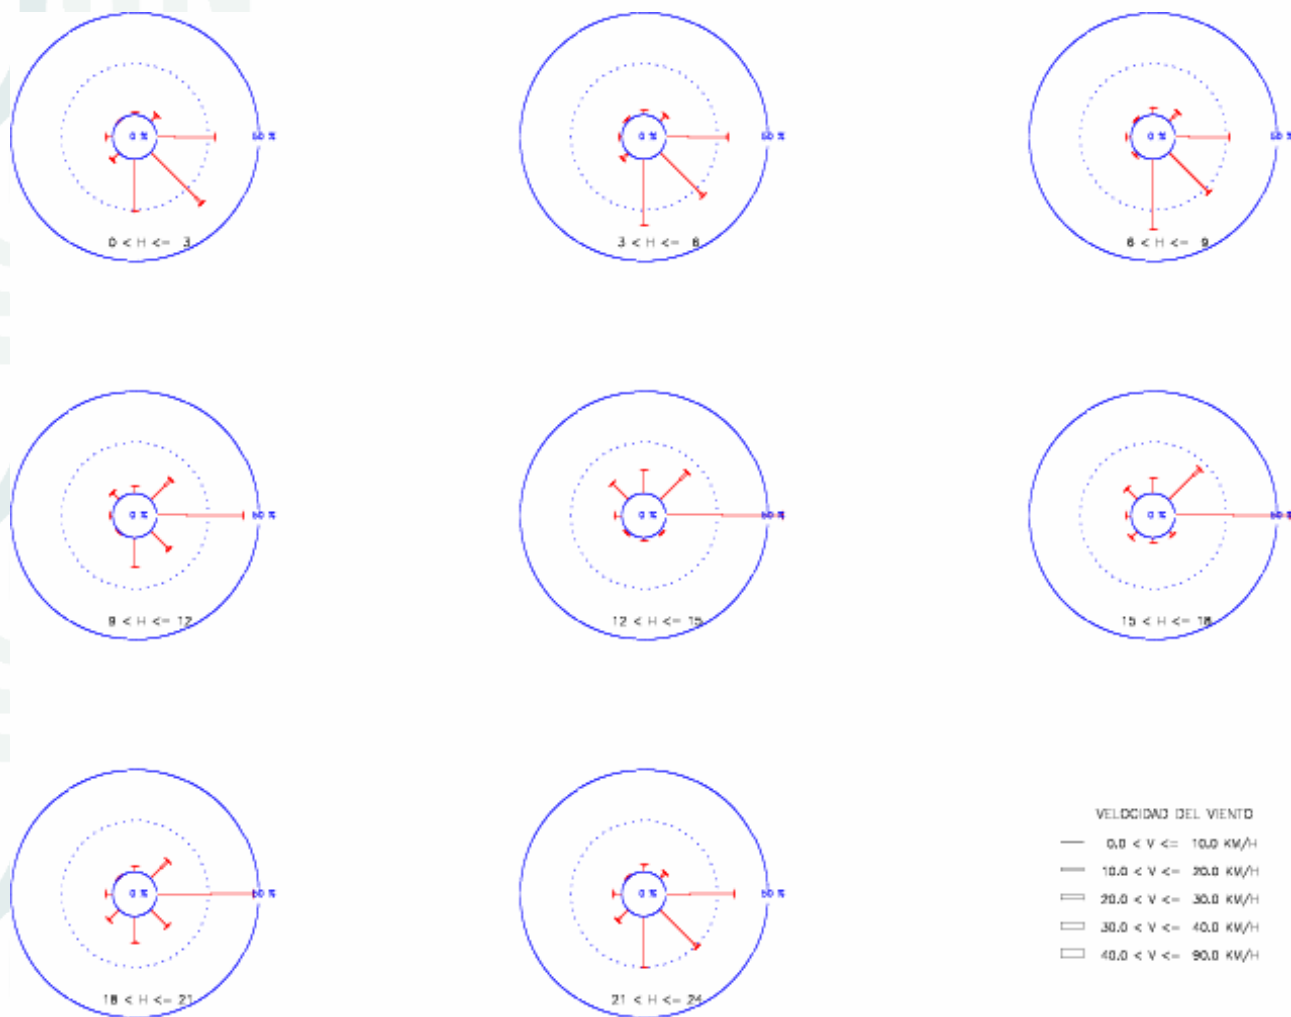 0 % 50 %
0 < H <= 3
0 % 50 %
3 < H <= 6
0 % 50 %
6 < H <= 9
0 % 50 %
9 < H <= 12
0 % 50 %
12 < H <= 15
0 % 50 %
15 < H <= 18
0 % 50 %
18 < H <= 21
0 % 50 %
21 < H <= 24
VELOCIDAD DEL VIENTO
0.0 < V <= 10.0 KM/H
10.0 < V <= 20.0 KM/H
20.0 < V <= 30.0 KM/H
30.0 < V <= 40.0 KM/H
40.0 < V <= 90.0 KM/H